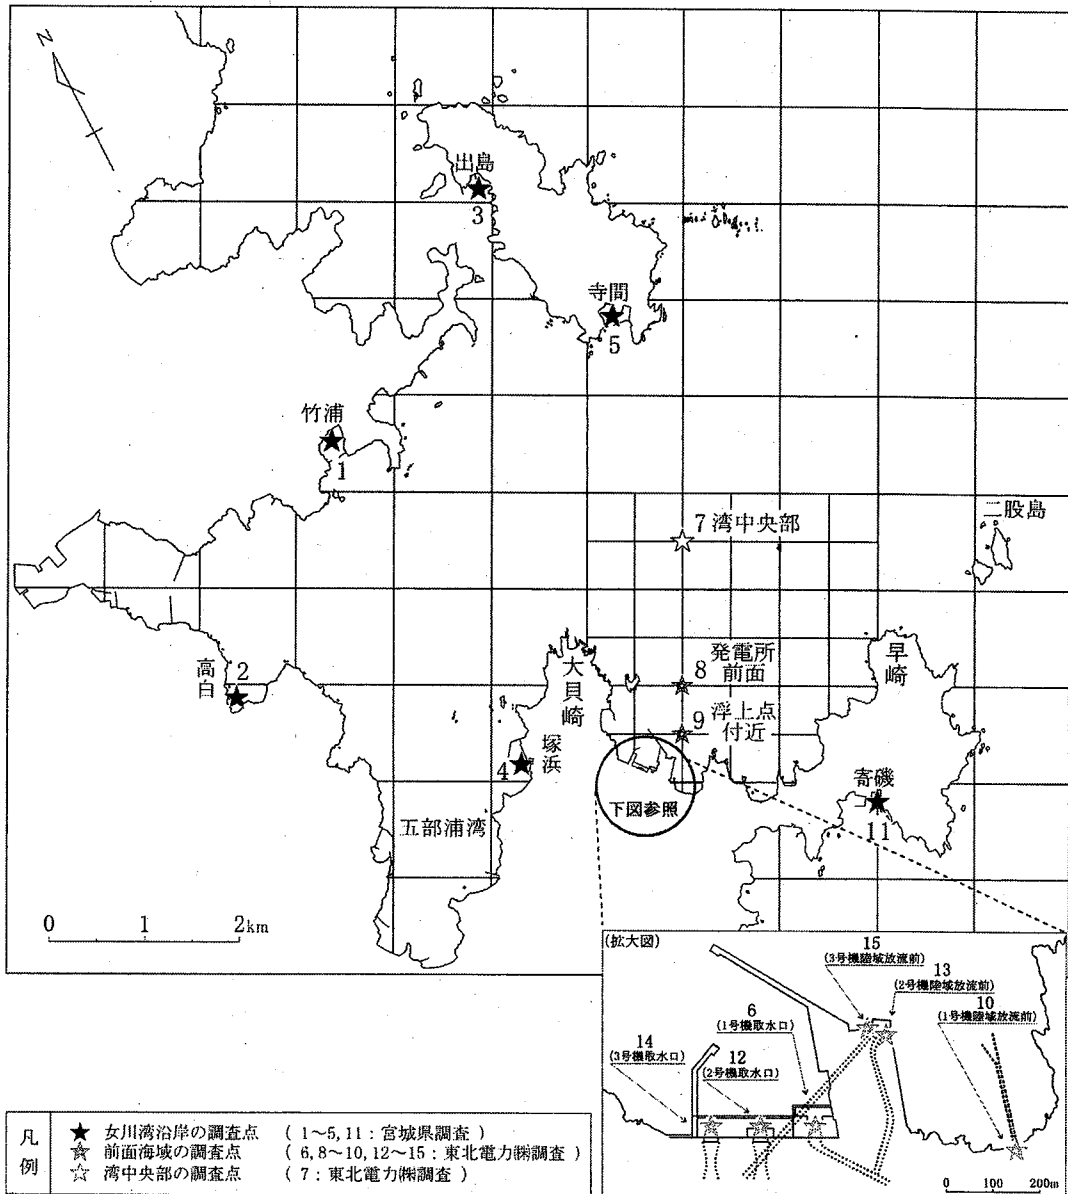 N
出島
3
寺間
5
竹浦
1
7 湾中央部
二股島
高白
2
大貝崎
8 発電所
前面
早崎
9 浮上点
付近
塚浜
4
寄磯
11
下図参照
五部浦湾
0 1 2km
(拡大図)
15
(3号機陸域放流前)
13
(2号機陸域放流前)
10
(1号機陸域放流前)
6
(1号機取水口)
14
(3号機取水口)
12
(2号機取水口)
0 100 200m
凡例
★ 女川湾沿岸の調査点 ( 1~5, 11 : 宮城県調査 )
☆ 前面海域の調査点 ( 6, 8~10, 12~15 : 東北電力㈱調査 )
☆ 湾中央部の調査点 ( 7 : 東北電力㈱調査 )